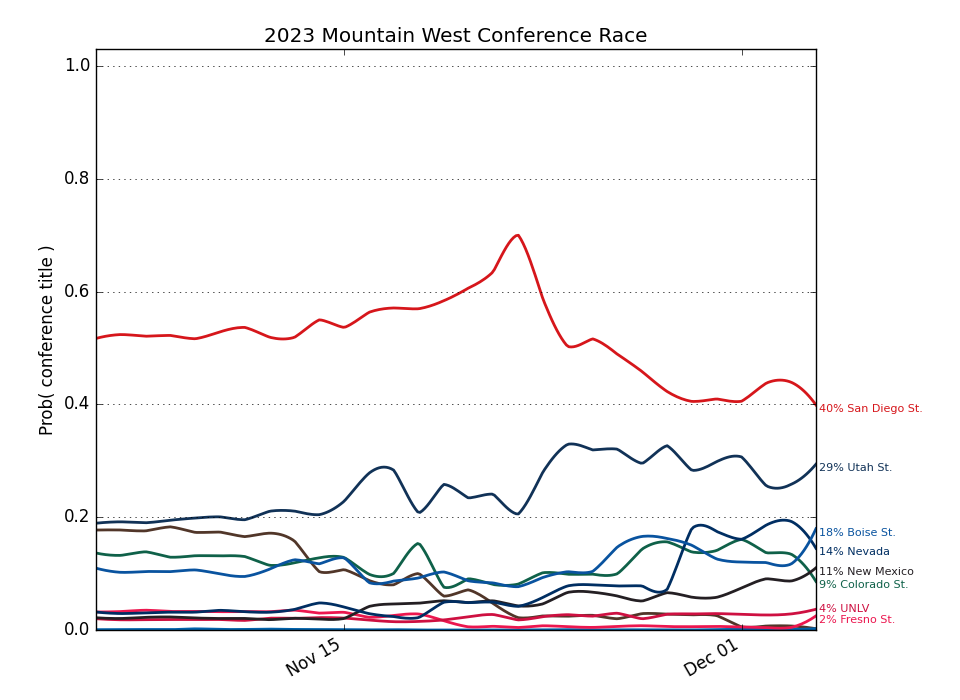 2023 Mountain West Conference Race
Prob( conference title )
1.0
0.8
0.6
0.4
0.2
0.0
Nov 15
Dec 01
40% San Diego St.
29% Utah St.
18% Boise St.
14% Nevada
11% New Mexico
9% Colorado St.
4% UNLV
2% Fresno St.